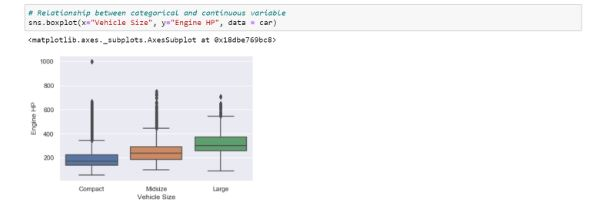 # Relationship between categorical and continuous variable
sns.boxplot(x="Vehicle Size", y="Engine HP", data = car)
<matplotlib.axes._subplots.AxesSubplot at 0x18dbe769bc8>
1000
800
600
400
200
Engine HP
Compact Midsize Large
Vehicle Size